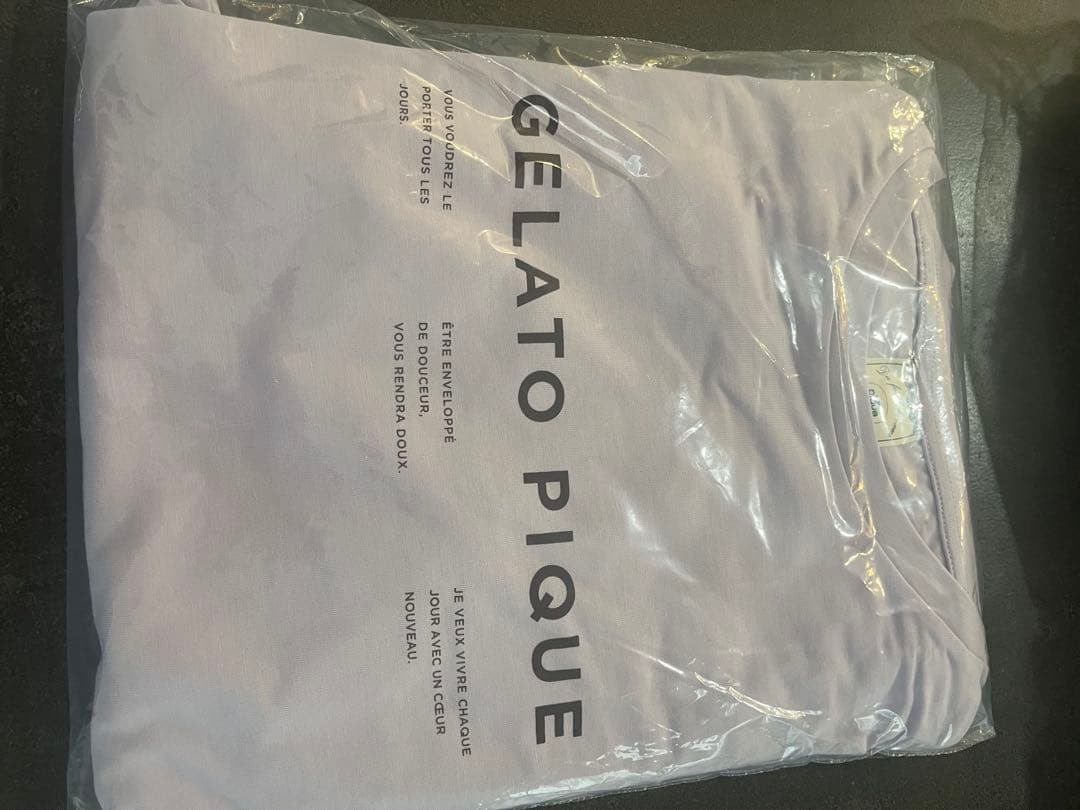 GELATO PIQUE
VOUS VOUDREZ LE
PORTER TOUS LES
JOURS.
ÊTRE ENVELOPPÉ
DE DOUCEUR,
VOUS RENDRA DOUX.
JE VEUX VIVRE CHAQUE
JOUR AVEC UN CŒUR
NOUVEAU.